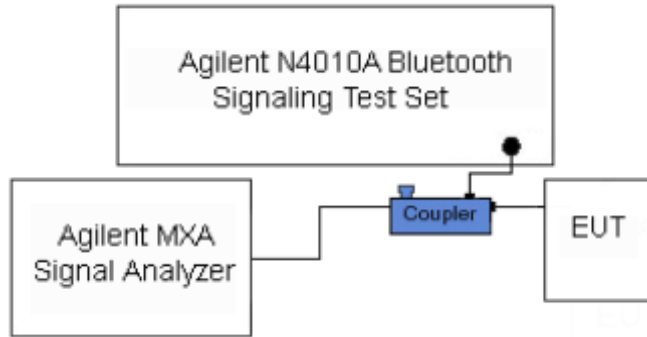 Agilent N4010A Bluetooth
Signaling Test Set
Agilent MXA
Signal Analyzer
Coupler
EUT